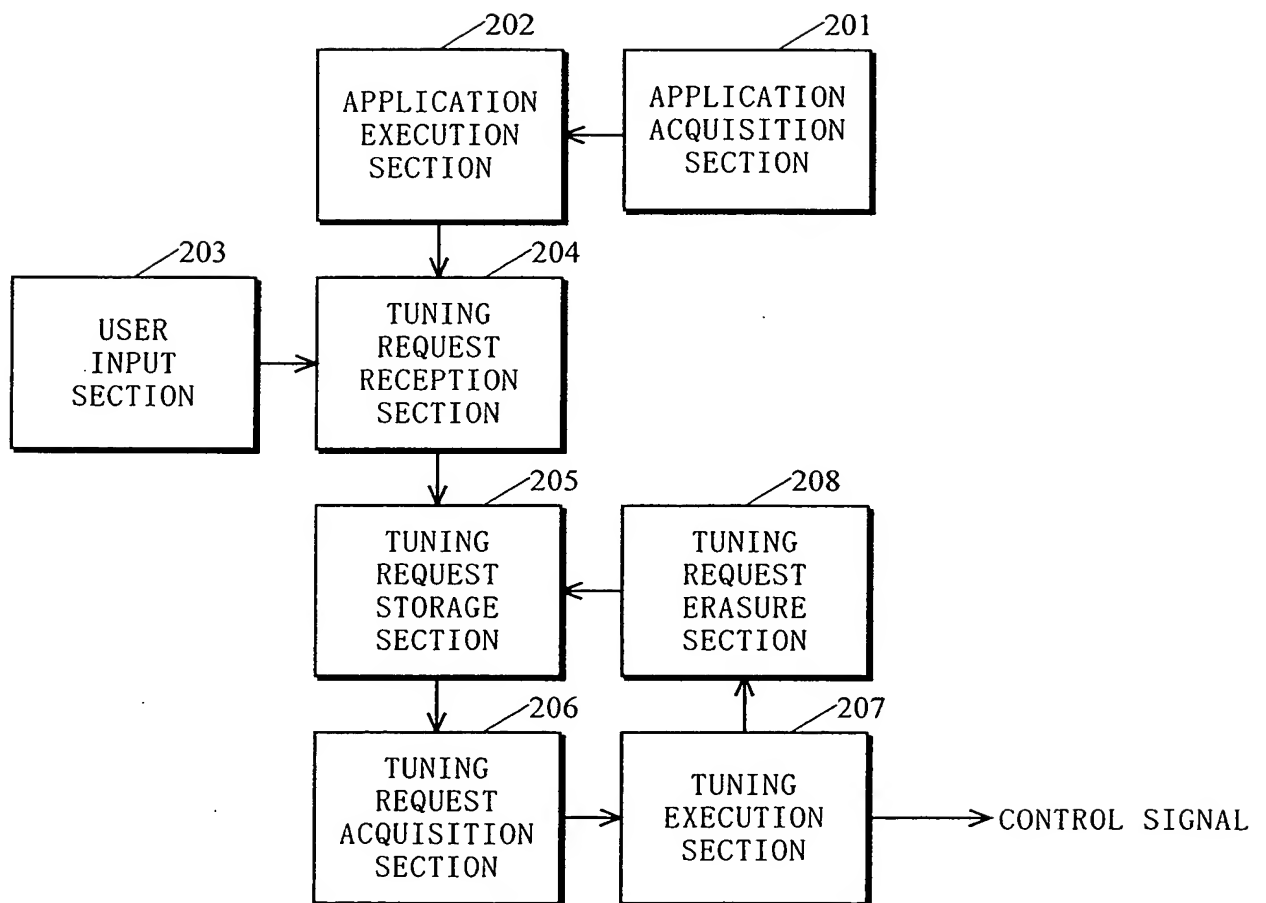 202
201
APPLICATION
EXECUTION
SECTION
APPLICATION
ACQUISITION
SECTION
203
204
USER
INPUT
SECTION
TUNING
REQUEST
RECEPTION
SECTION
205
208
TUNING
REQUEST
STORAGE
SECTION
TUNING
REQUEST
ERASURE
SECTION
206
207
TUNING
REQUEST
ACQUISITION
SECTION
TUNING
EXECUTION
SECTION
CONTROL SIGNAL